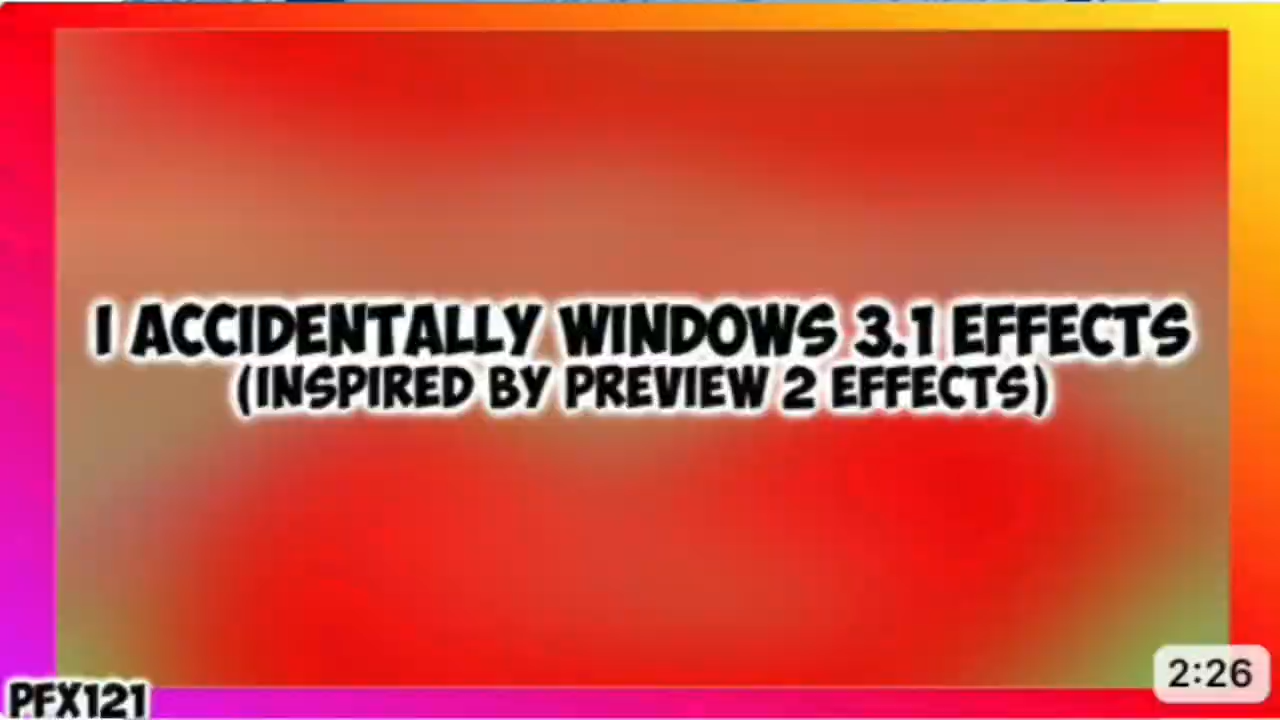 I ACCIDENTALLY WINDOWS 3.1 EFFECTS
(INSPIRED BY PREVIEW 2 EFFECTS)
PFX121
2:26